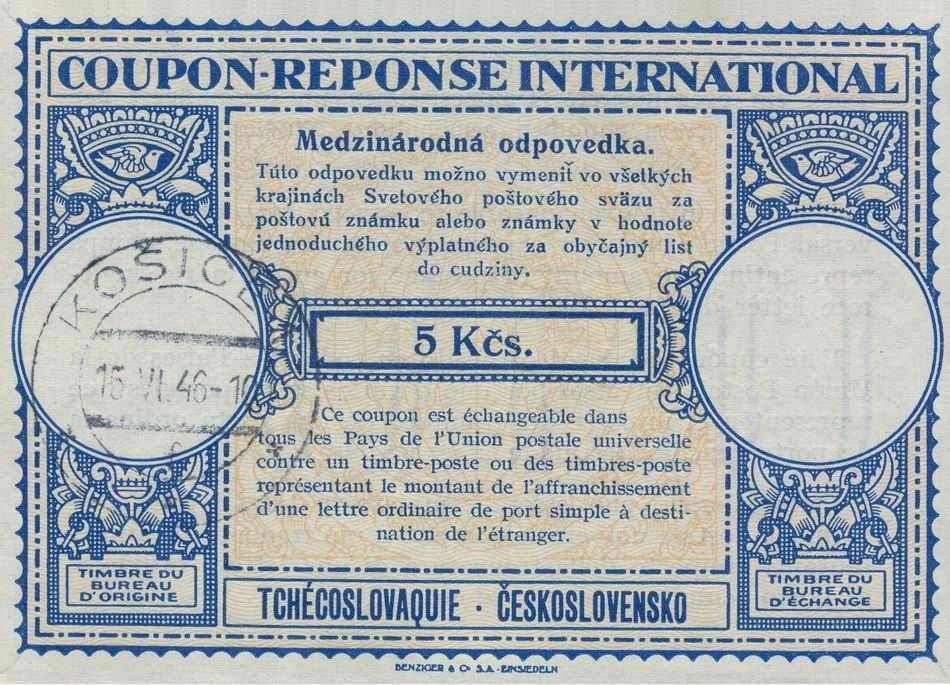 COUPON-REPONSE INTERNATIONAL
Medzinárodná odpovedka.
Túto odpovedku možno vymeniť vo všetkých
krajinách Svetového poštového sväzu za
poštovú známku alebo známky v hodnote
jednoduchého výplatného za obyčajný list
do cudziny.
5 Kčs.
KOŠICE
15.VI.46-10
Ce coupon est échangeable dans
tous les Pays de l'Union postale universelle
contre un timbre-poste ou des timbres-poste
représentant le montant de l'affranchissement
d'une lettre ordinaire de port simple à desti-
nation de l'étranger.
TIMBRE DU
BUREAU
D'ORIGINE
TIMBRE DU
BUREAU
D'ÉCHANGE
TCHÉCOSLOVAQUIE · ČESKOSLOVENSKO
BENZIGER & Co S.A. - EINSIEDELN